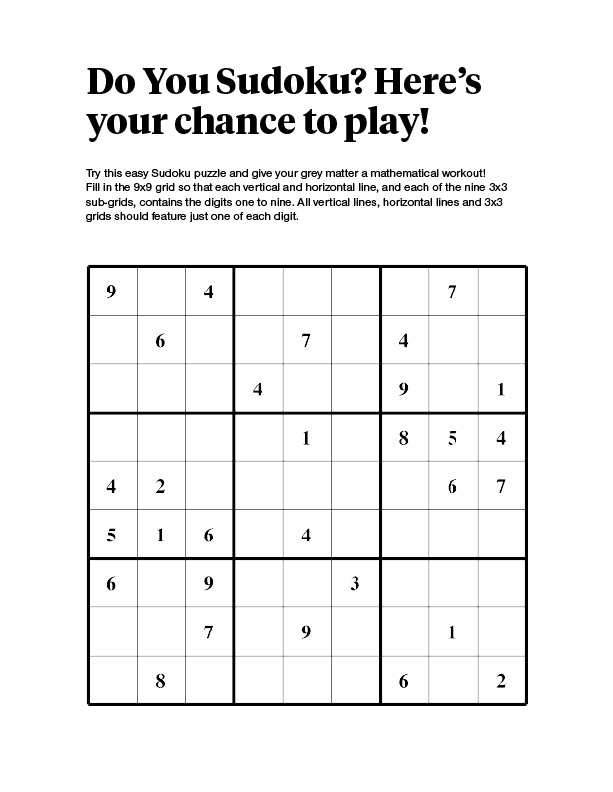 Do You Sudoku? Here’s
your chance to play!
Try this easy Sudoku puzzle and give your grey matter a mathematical workout!
Fill in the 9x9 grid so that each vertical and horizontal line, and each of the nine 3x3
sub-grids, contains the digits one to nine. All vertical lines, horizontal lines and 3x3
grids should feature just one of each digit.
9 4 7
6 7 4
4 9 1
1 8 5 4
4 2 6 7
5 1 6 4
6 9 3
7 9 1
8 6 2